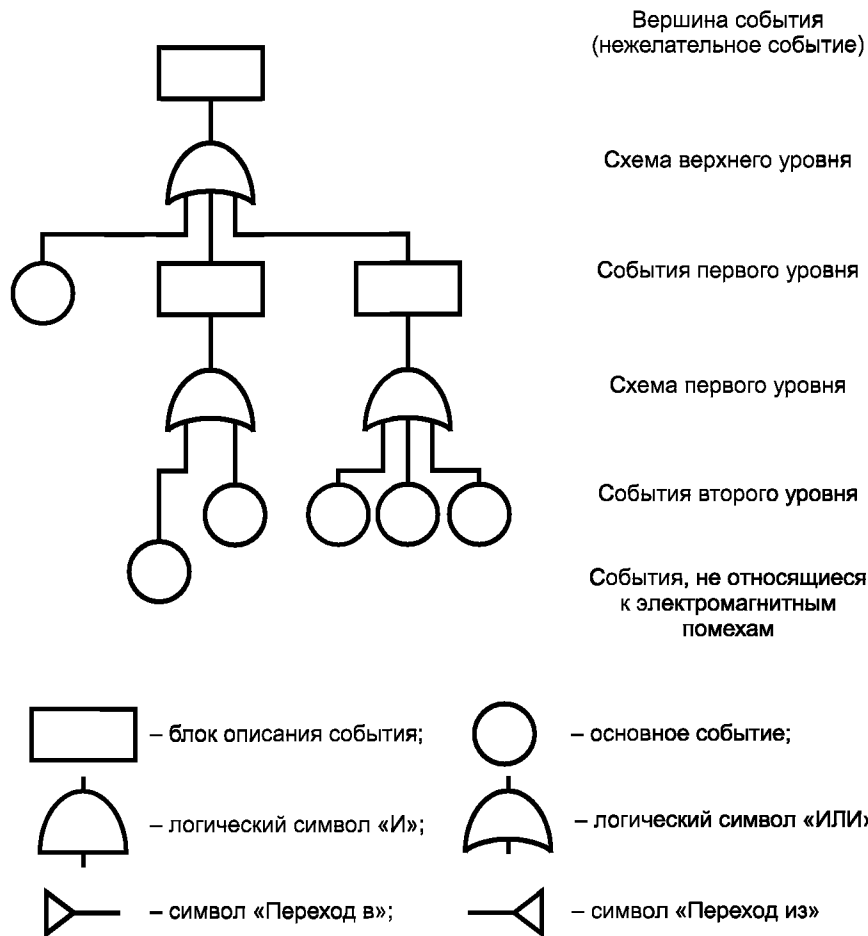 Вершина события
(нежелательное событие)
Схема верхнего уровня
События первого уровня
Схема первого уровня
События второго уровня
События, не относящиеся
к электромагнитным
помехам
– блок описания события;
– основное событие;
– логический символ «И»;
– логический символ «ИЛИ»
– символ «Переход в»;
– символ «Переход из»